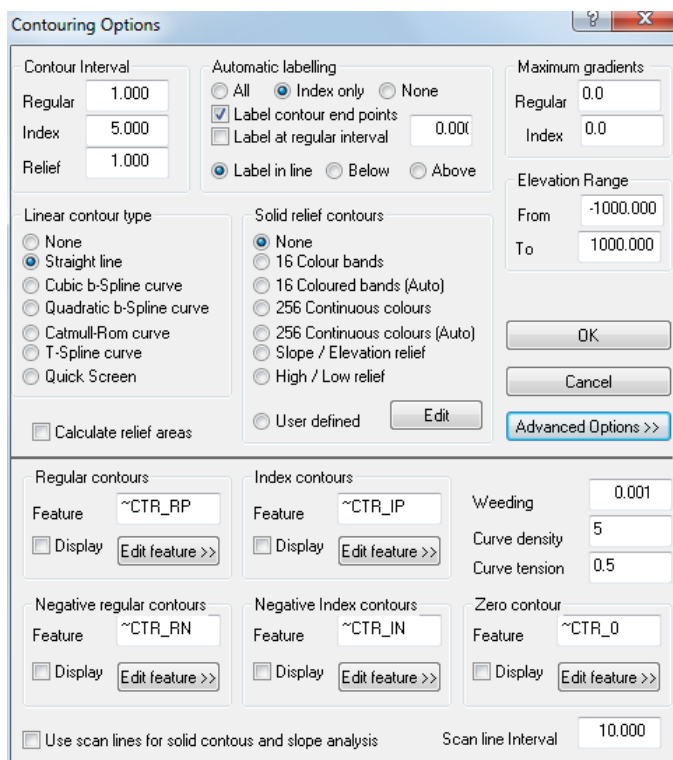 Contouring Options
?
X
Contour Interval
Regular 1.000
Index 5.000
Relief 1.000
Automatic labelling
All Index only None
Label contour end points
Label at regular interval 0.00(
Label in line Below Above
Maximum gradients
Regular 0.0
Index 0.0
Elevation Range
From -1000.000
To 1000.000
Linear contour type
None
Straight line
Cubic b-Spline curve
Quadratic b-Spline curve
Catmull-Rom curve
T-Spline curve
Quick Screen
Calculate relief areas
Solid relief contours
None
16 Colour bands
16 Coloured bands (Auto)
256 Continuous colours
256 Continuous colours (Auto)
Slope / Elevation relief
High / Low relief
User defined Edit
OK
Cancel
Advanced Options >>
Regular contours
Feature ~CTR_RP
Display Edit feature >>
Index contours
Feature ~CTR_IP
Display Edit feature >>
Weeding 0.001
Curve density 5
Curve tension 0.5
Negative regular contours
Feature ~CTR_RN
Display Edit feature >>
Negative Index contours
Feature ~CTR_IN
Display Edit feature >>
Zero contour
Feature ~CTR_0
Display Edit feature >>
Use scan lines for solid contous and slope analysis
Scan line Interval 10.000